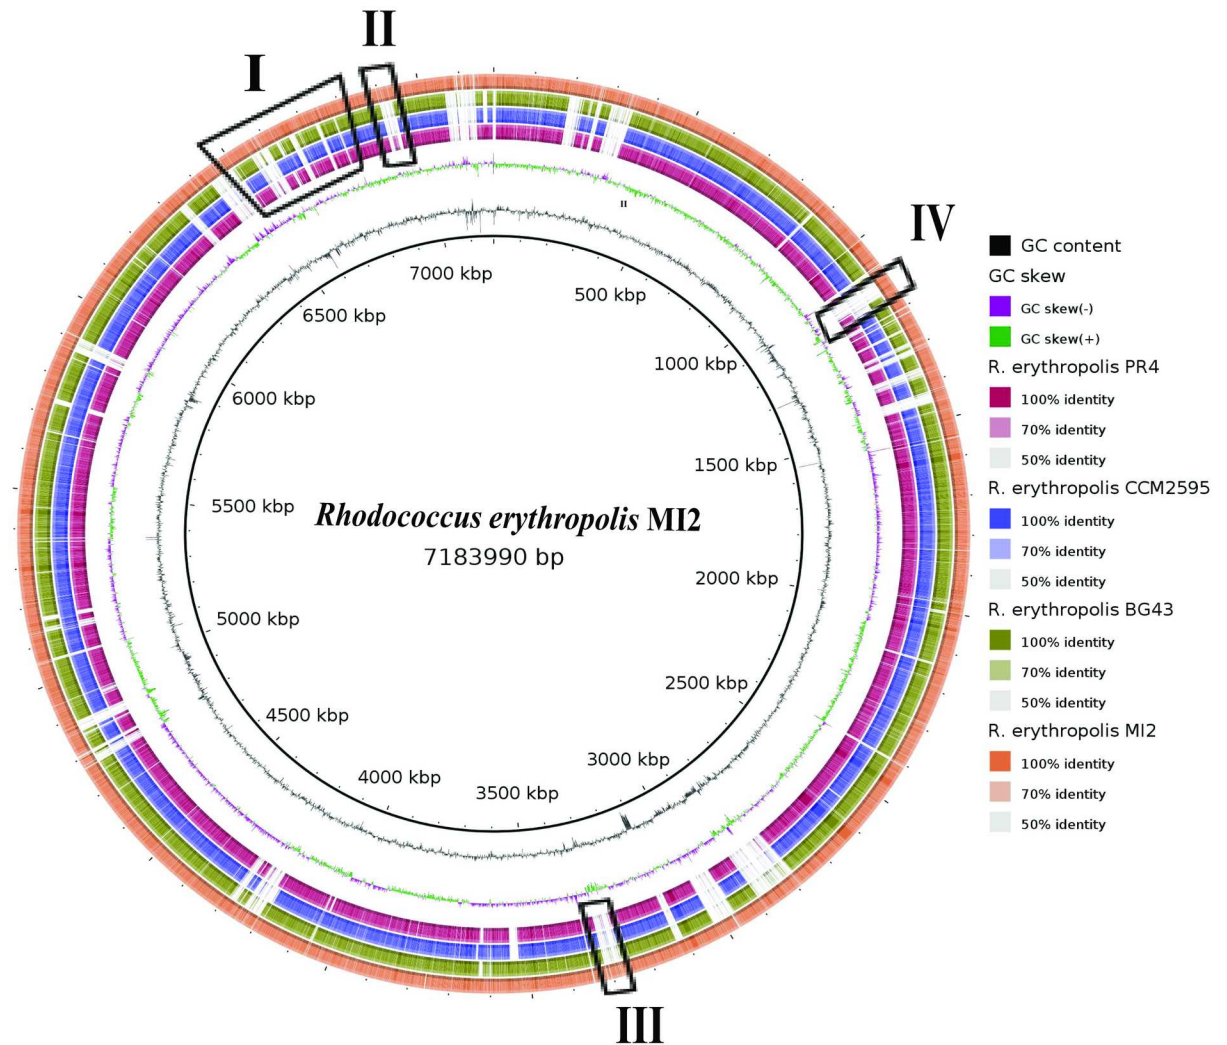 II
I
IV
II
7000 kbp
500 kbp
6500 kbp
1000 kbp
6000 kbp
1500 kbp
5500 kbp
Rhodococcus erythropolis MI2
7183990 bp
2000 kbp
5000 kbp
2500 kbp
4500 kbp
3000 kbp
4000 kbp
3500 kbp
III
GC content
GC skew
GC skew(-)
GC skew(+)
R. erythropolis PR4
100% identity
70% identity
50% identity
R. erythropolis CCM2595
100% identity
70% identity
50% identity
R. erythropolis BG43
100% identity
70% identity
50% identity
R. erythropolis MI2
100% identity
70% identity
50% identity